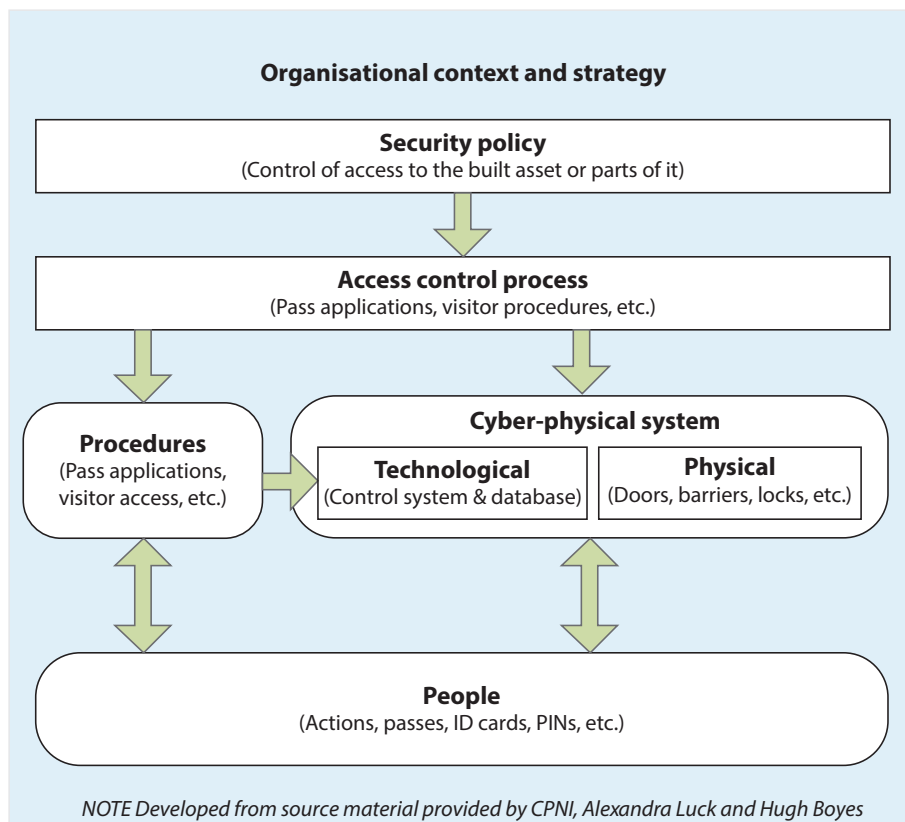 Organisational context and strategy
Security policy
(Control of access to the built asset or parts of it)
Access control process
(Pass applications, visitor procedures, etc.)
Procedures
(Pass applications,
visitor access, etc.)
Cyber-physical system
Technological
(Control system & database)
Physical
(Doors, barriers, locks, etc.)
People
(Actions, passes, ID cards, PINs, etc.)
NOTE Developed from source material provided by CPNI, Alexandra Luck and Hugh Boyes